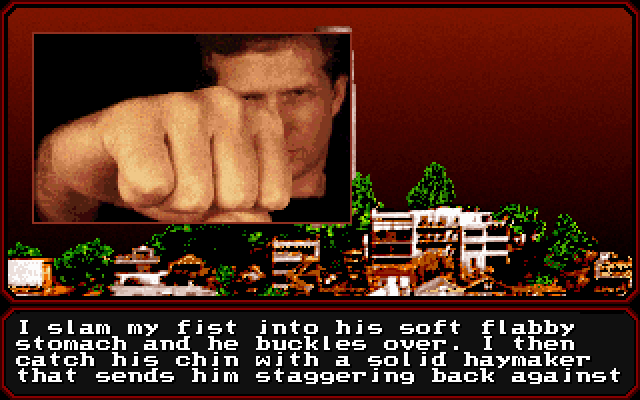 I slam my fist into his soft flabby
stomach and he buckles over. I then
catch his chin with a solid haymaker
that sends him staggering back against